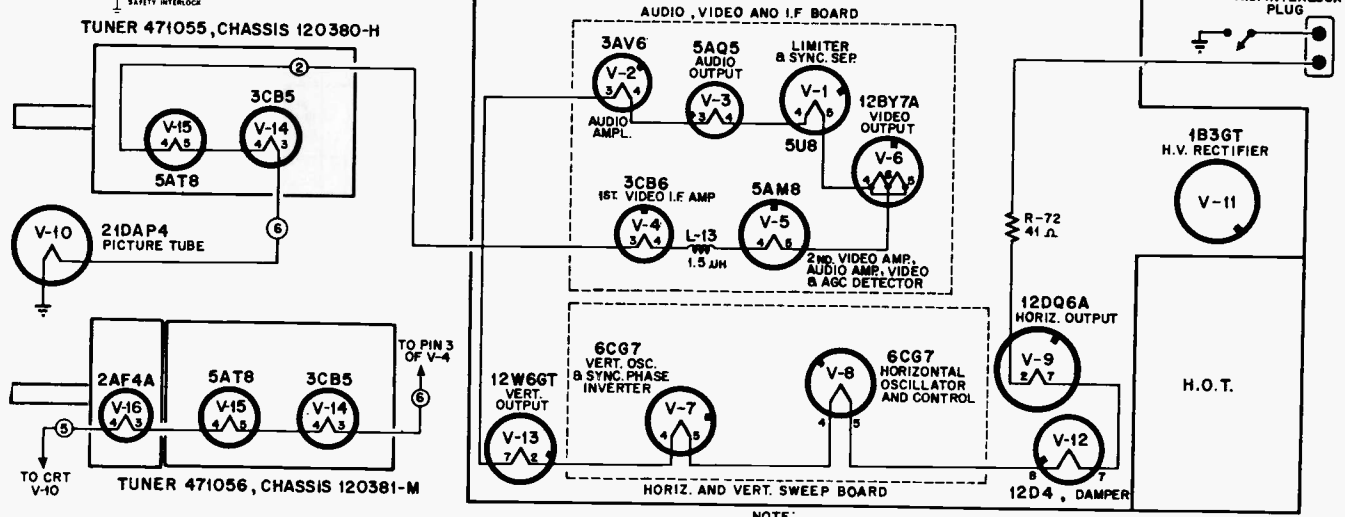 SAFETY INTERLOCK
TUNER 471055, CHASSIS 120380-H
2
3CB5
V-15
4 5
5AT8
V-14
4 3
6
V-10
21DAP4
PICTURE TUBE
AUDIO, VIDEO AND I.F BOARD
3AV6
V-2
3 4
AUDIO
AMPL.
5AQ5
AUDIO
OUTPUT
V-3
3 4
LIMITER
& SYNC. SEP.
V-1
4 5
5U8
12BY7A
VIDEO
OUTPUT
V-6
4 6 5
3CB6
1ST. VIDEO I.F. AMP
V-4
3 4
L-13
1.5 UH
5AM8
V-5
4 5
2ND. VIDEO AMP.,
AUDIO AMP., VIDEO
& AGC DETECTOR
PLUG
1B3GT
H.V. RECTIFIER
V-11
R-72
41 Ω
12DQ6A
HORIZ. OUTPUT
V-9
2 7
H.O.T.
V-12
8 7
12D4, DAMPER
2AF4A
V-16
4 3
5
TO CRT
V-10
5AT8
V-15
4 5
3CB5
V-14
4 3
TO PIN 3
OF V-4
6
TUNER 471056, CHASSIS 120381-M
12W6GT
VERT.
OUTPUT
V-13
7 2
6CG7
VERT. OSC.
& SYNC. PHASE
INVERTER
V-7
4 5
V-8
4 5
6CG7
HORIZONTAL
OSCILLATOR
AND CONTROL
HORIZ. AND VERT. SWEEP BOARD
NOTE: